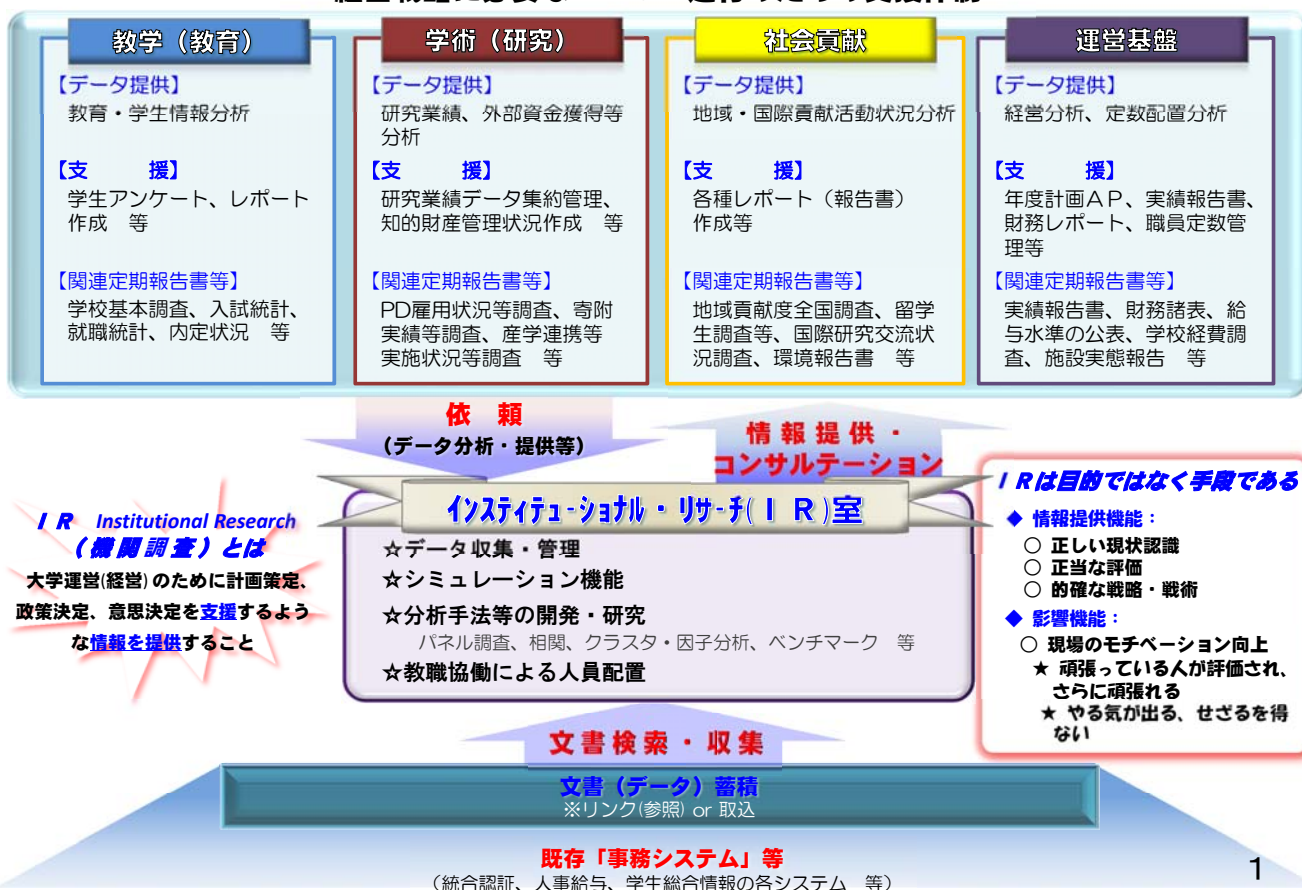 教学（教育）
【データ提供】
教育・学生情報分析
【支　　援】
学生アンケート、レポート
作成　等
【関連定期報告書等】
学校基本調査、入試統計、
就職統計、内定状況　等
学術（研究）
【データ提供】
研究業績、外部資金獲得等
分析
【支　　援】
研究業績データ集約管理、
知的財産管理状況作成　等
【関連定期報告書等】
PD雇用状況等調査、寄附
実績等調査、産学連携等
実施状況等調査　等
社会貢献
【データ提供】
地域・国際貢献活動状況分析
【支　　援】
各種レポート（報告書）
作成等
【関連定期報告書等】
地域貢献度全国調査、留学
生調査等、国際研究交流状
況調査、環境報告書　等
運営基盤
【データ提供】
経営分析、定数配置分析
【支　　援】
年度計画ＡＰ、実績報告書、
財務レポート、職員定数管
理等
【関連定期報告書等】
実績報告書、財務諸表、給
与水準の公表、学校経費調
査、施設実態報告　等
依　頼
（データ分析・提供等）
情報提供・
コンサルテーション
ＩＲ Institutional Research
（機関調査）とは
大学運営(経営)のために計画策定、
政策決定、意思決定を支援するよう
な情報を提供すること
ｲﾝｽﾃｨﾃｭｰｼｮﾅﾙ・ﾘｻｰﾁ(ＩＲ)室
☆データ収集・管理
☆シミュレーション機能
☆分析手法等の開発・研究
パネル調査、相関、クラスタ・因子分析、ベンチマーク　等
☆教職協働による人員配置
ＩＲは目的ではなく手段である
◆ 情報提供機能：
○ 正しい現状認識
○ 正当な評価
○ 的確な戦略・戦術
◆ 影響機能：
○ 現場のモチベーション向上
★ 頑張っている人が評価され、
さらに頑張れる
★ やる気が出る、せざるを得
ない
文書検索・収集
文書（データ）蓄積
※リンク(参照) or 取込
既存「事務システム」等
（統合認証、人事給与、学生総合情報の各システム　等）
1